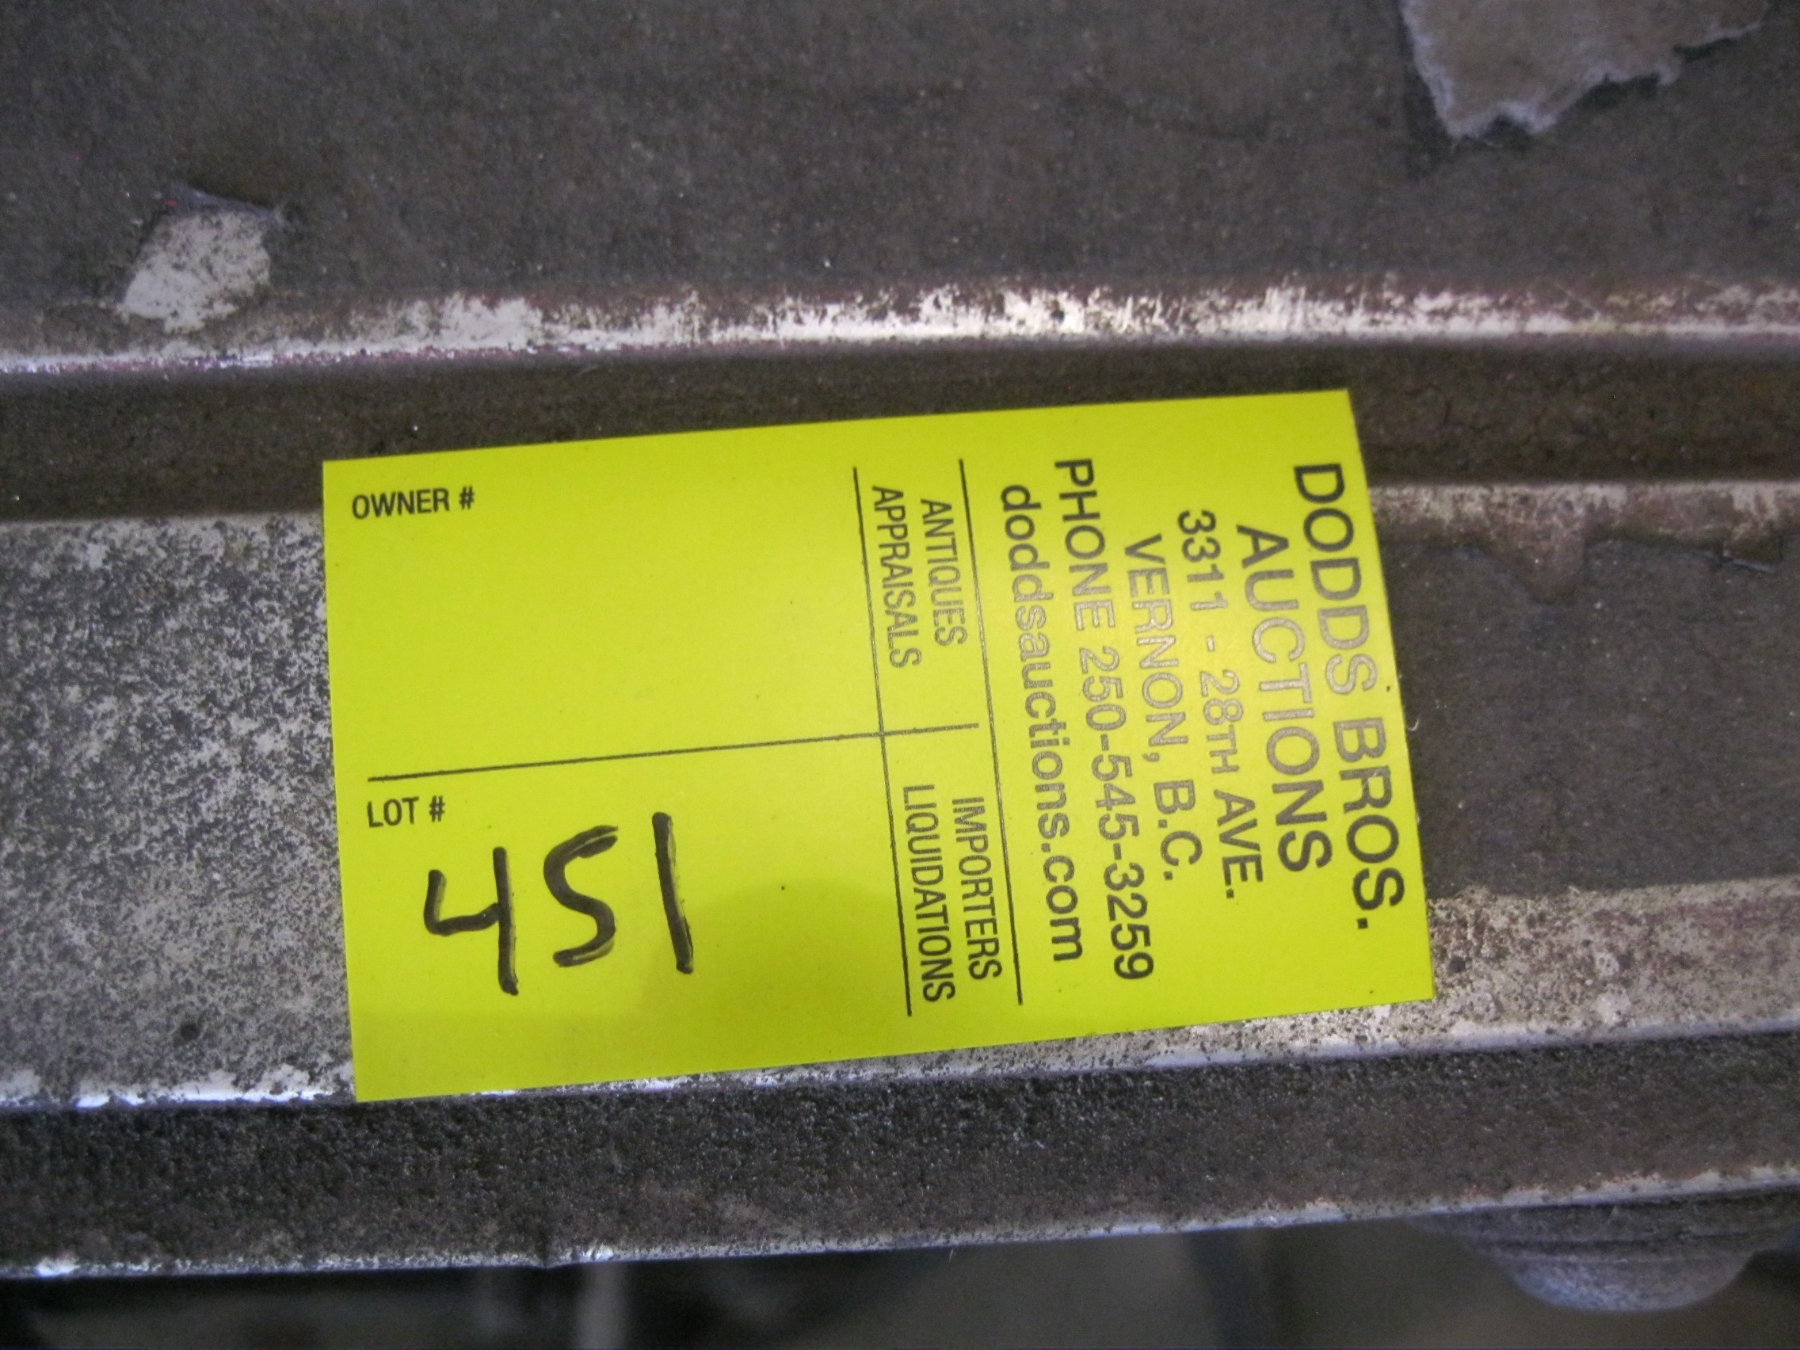 DODDS BROS.
AUCTIONS
3311 - 28TH AVE.
VERNON, B.C.
PHONE 250-545-3259
doddsauctions.com
ANTIQUES
APPRAISALS
IMPORTERS
LIQUIDATIONS
OWNER #
LOT #
451